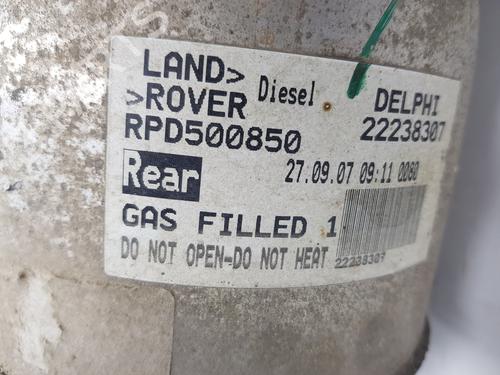 LAND> Diesel DELPHI
>ROVER 22238307
RPD500850
Rear 27.09.07 09:11 0080
GAS FILLED 1
DO NOT OPEN-DO NOT HEAT 22238307